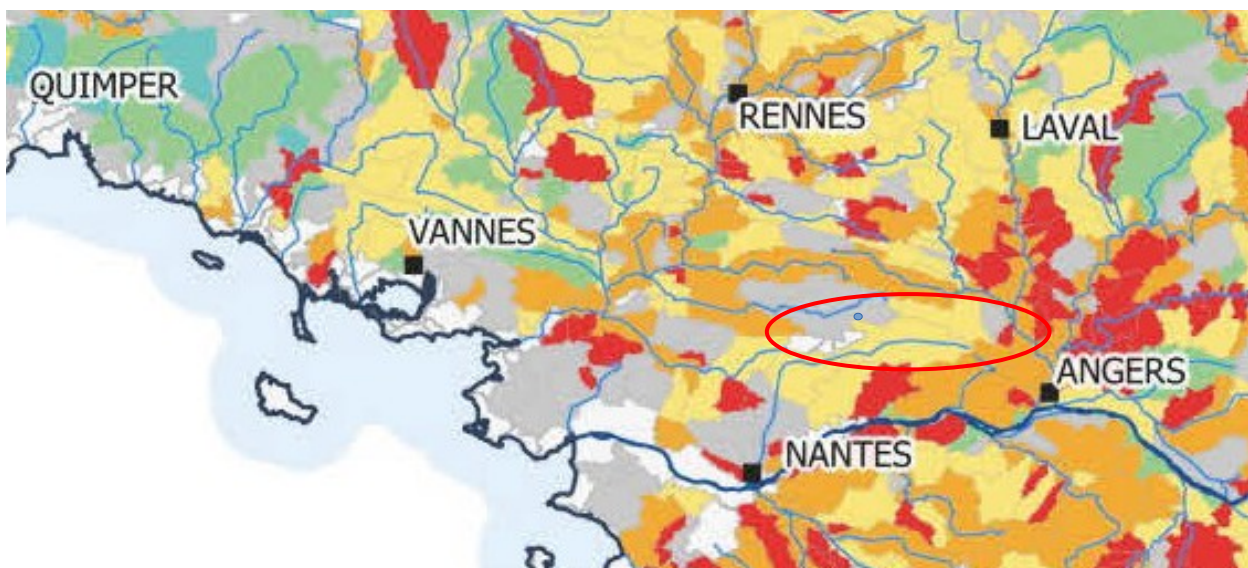 QUIMPER
RENNES
LAVAL
VANNES
ANGERS
NANTES